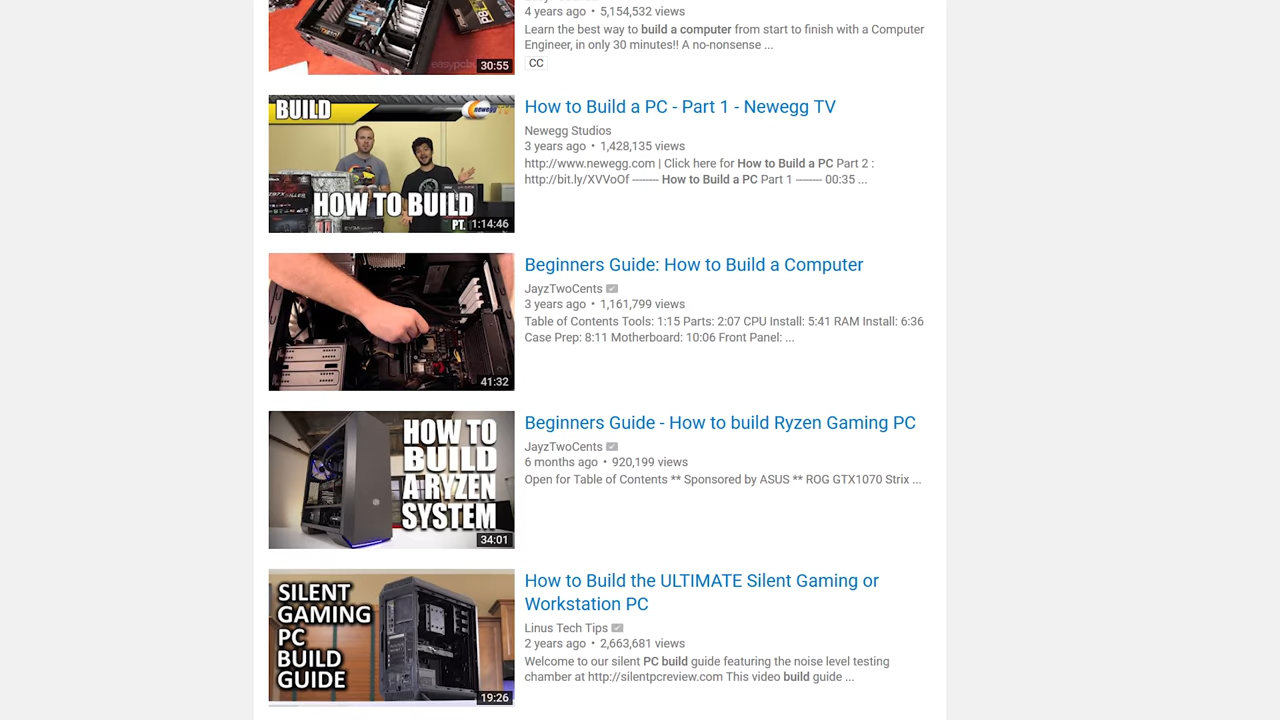 4 years ago • 5,154,532 views
Learn the best way to build a computer from start to finish with a Computer
Engineer, in only 30 minutes!! A no-nonsense ...
CC
easypcbu
30:55
BUILD
newegg TV
HOW TO BUILD
PT.
1:14:46
How to Build a PC - Part 1 - Newegg TV
Newegg Studios
3 years ago • 1,428,135 views
http://www.newegg.com | Click here for How to Build a PC Part 2 :
http://bit.ly/XVVoOf -------- How to Build a PC Part 1 -------- 00:35 ...
41:32
Beginners Guide: How to Build a Computer
JayzTwoCents
3 years ago • 1,161,799 views
Table of Contents Tools: 1:15 Parts: 2:07 CPU Install: 5:41 RAM Install: 6:36
Case Prep: 8:11 Motherboard: 10:06 Front Panel: ...
HOW TO
BUILD
A RYZEN
SYSTEM
34:01
Beginners Guide - How to build Ryzen Gaming PC
JayzTwoCents
6 months ago • 920,199 views
Open for Table of Contents ** Sponsored by ASUS ** ROG GTX1070 Strix ...
SILENT
GAMING
PC
BUILD
GUIDE
19:26
How to Build the ULTIMATE Silent Gaming or
Workstation PC
Linus Tech Tips
2 years ago • 2,663,681 views
Welcome to our silent PC build guide featuring the noise level testing
chamber at http://silentpcreview.com This video build guide ...